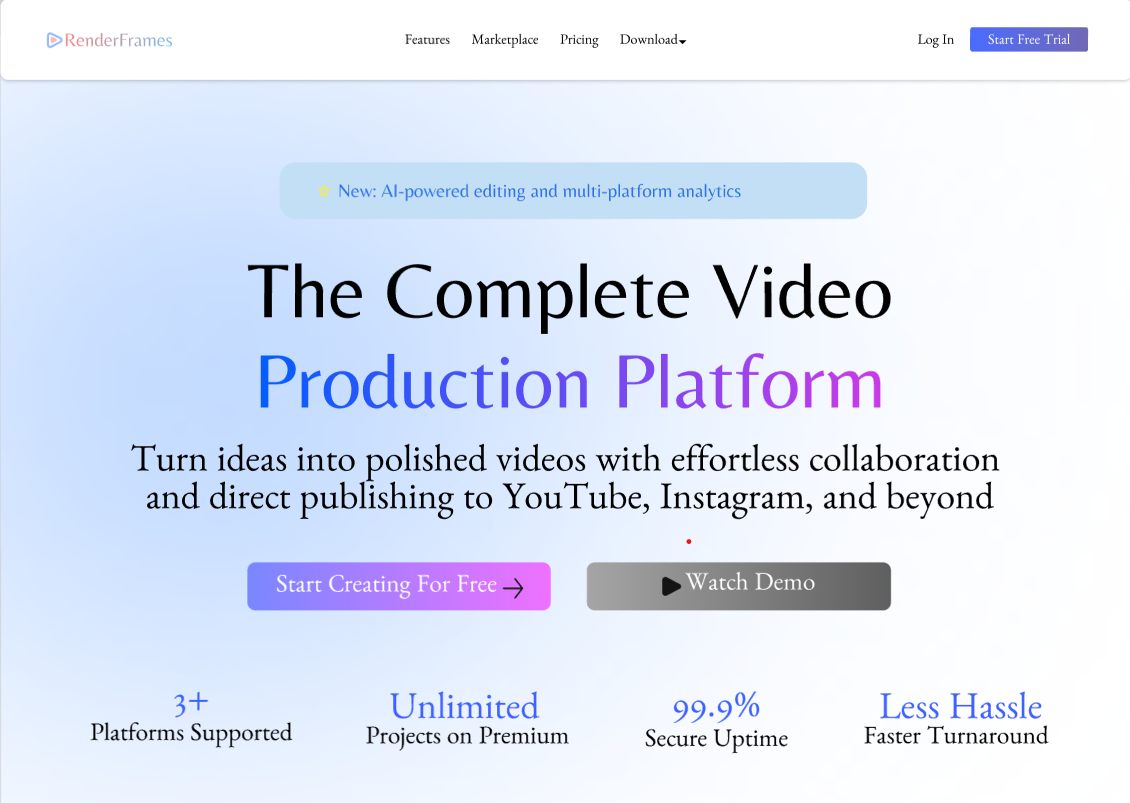 RenderFrames
Features Marketplace Pricing Download
Log In Start Free Trial
New: AI-powered editing and multi-platform analytics
The Complete Video
Production Platform
Turn ideas into polished videos with effortless collaboration
and direct publishing to YouTube, Instagram, and beyond
Start Creating For Free
Watch Demo
3+
Platforms Supported
Unlimited
Projects on Premium
99.9%
Secure Uptime
Less Hassle
Faster Turnaround